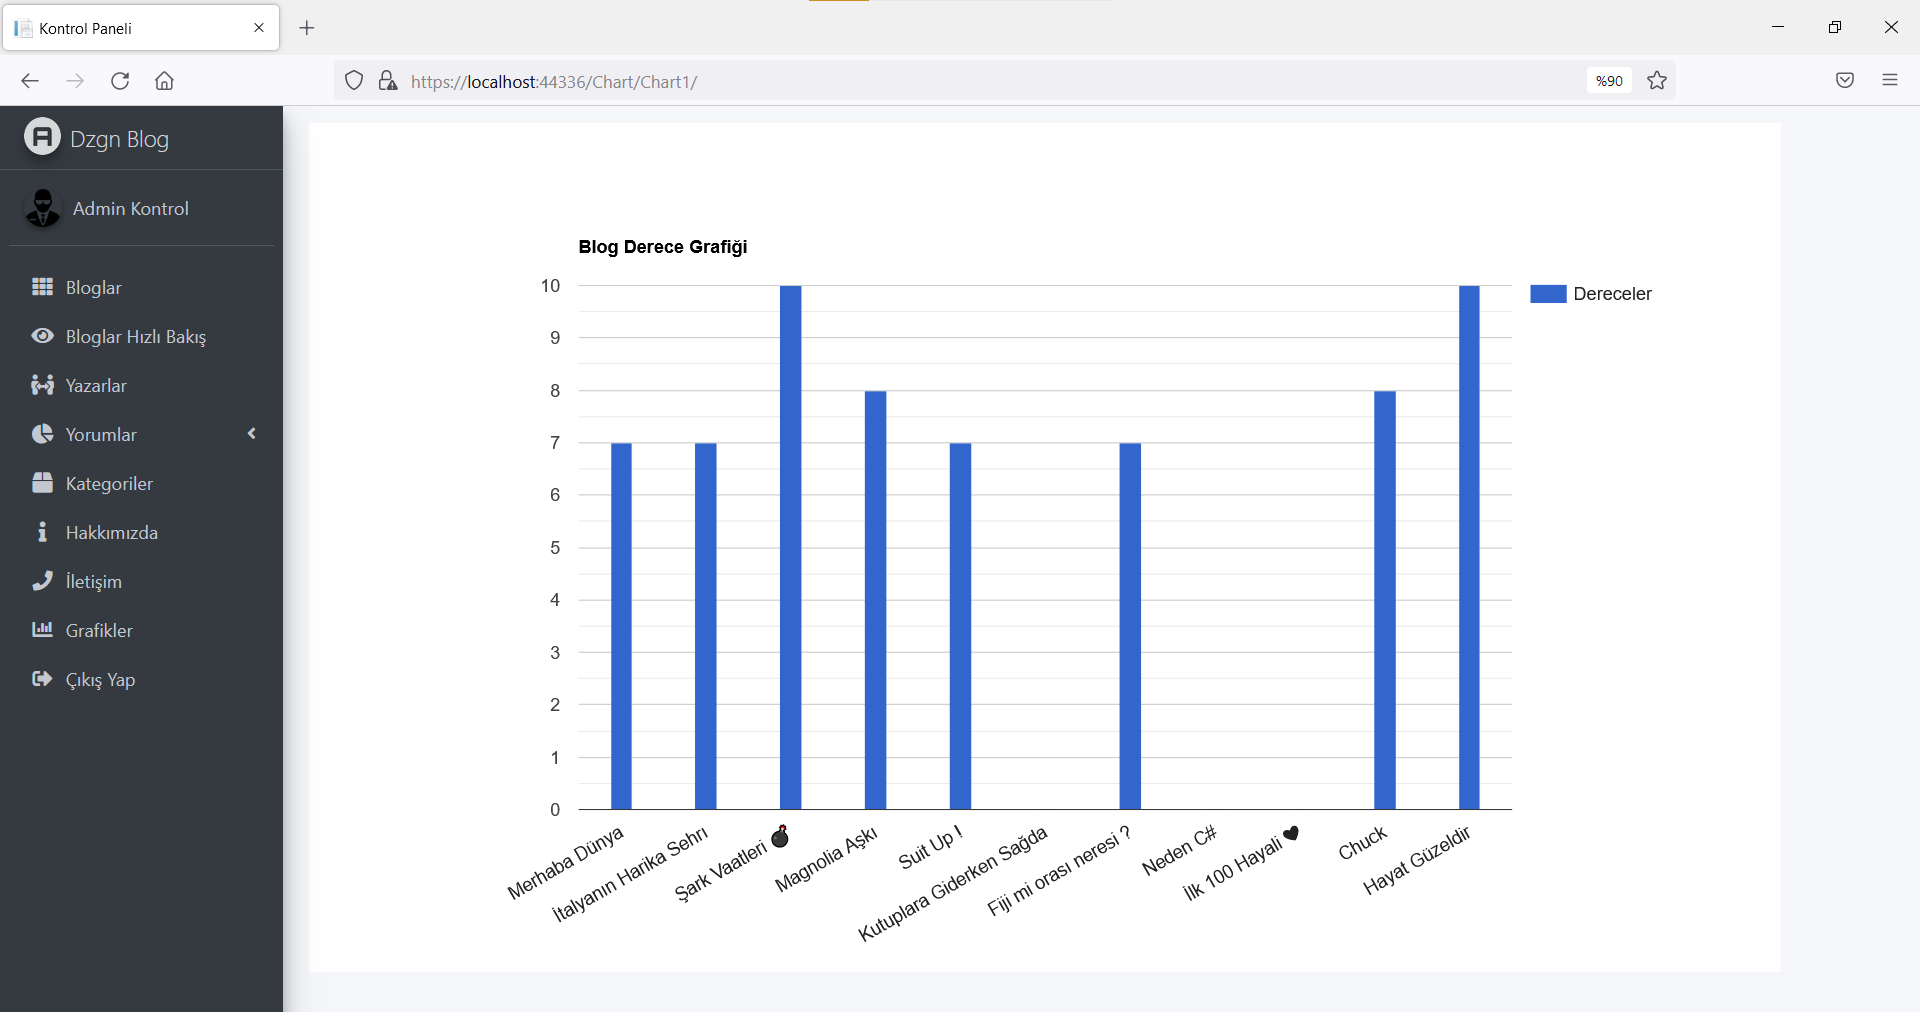 Kontrol Paneli
https://localhost:44336/Chart/Chart1/
%90
Dzgn Blog
Admin Kontrol
Bloglar
Bloglar Hızlı Bakış
Yazarlar
Yorumlar
Kategoriler
Hakkımızda
İletişim
Grafikler
Çıkış Yap
Blog Derece Grafiği
10
9
8
7
6
5
4
3
2
1
0
Dereceler
Merhaba Dünya
İtalyanın Harika Sehrı
Şark Vaatleri 💣
Magnolia Aşkı
Suit Up !
Kutuplara Giderken Sağda
Fiji mi orası neresi ?
Neden C#
İlk 100 Hayali 🖤
Chuck
Hayat Güzeldir